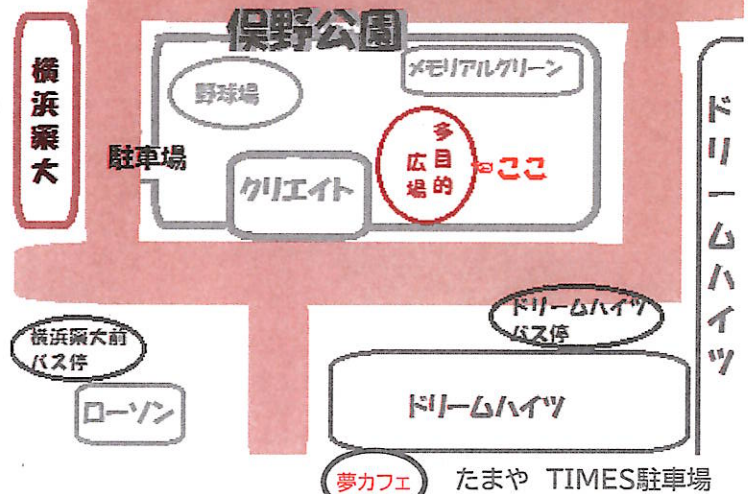 俣野公園
横浜薬大
野球場
メモリアルグリーン
ドリームハイツ
駐車場
クリエイト
多目的
広場
ここ
横浜薬大前
バス停
ドリームハイツ
バス停
ローソン
ドリームハイツ
夢カフェ
たまや TIMES駐車場